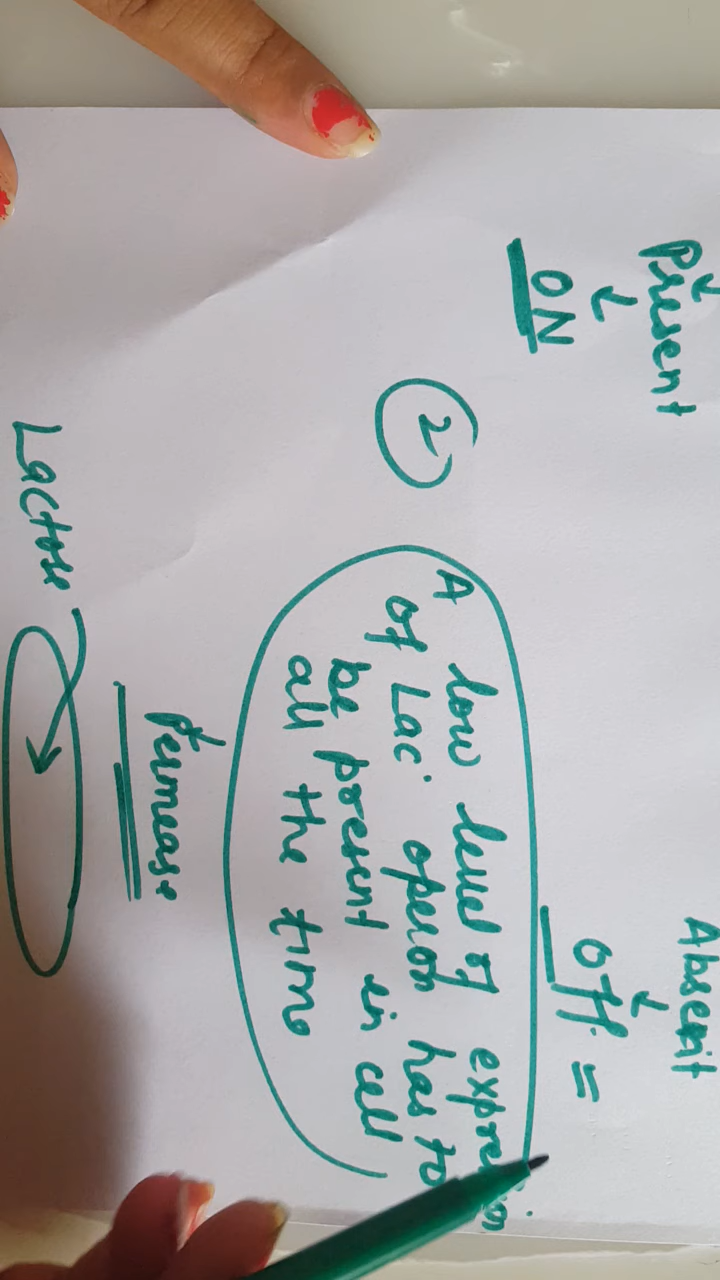 Present
Absent
ON
Off =
2
A low level of expression
of Lac operon has to
be present in cell
all the time
Permease
Lactose